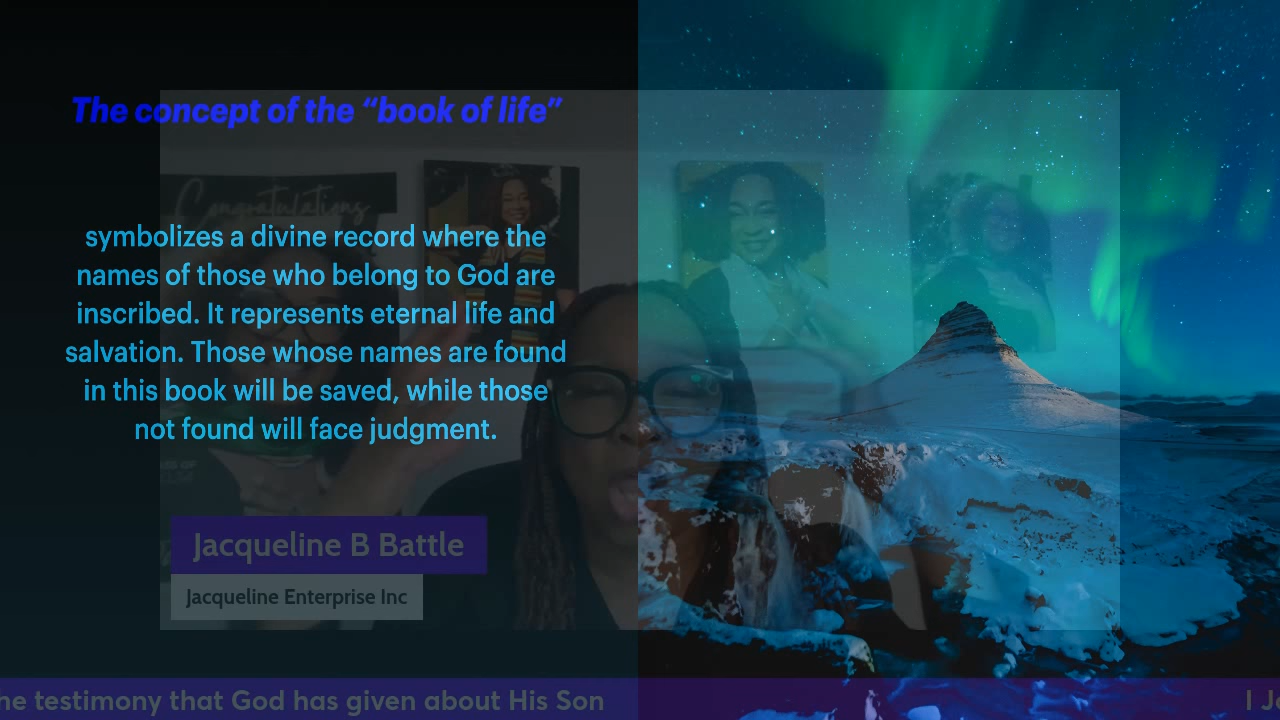 The concept of the “book of life”
Congratulations
symbolizes a divine record where the
names of those who belong to God are
inscribed. It represents eternal life and
salvation. Those whose names are found
in this book will be saved, while those
not found will face judgment.
Jacqueline B Battle
Jacqueline Enterprise Inc
he testimony that God has given about His Son
I J